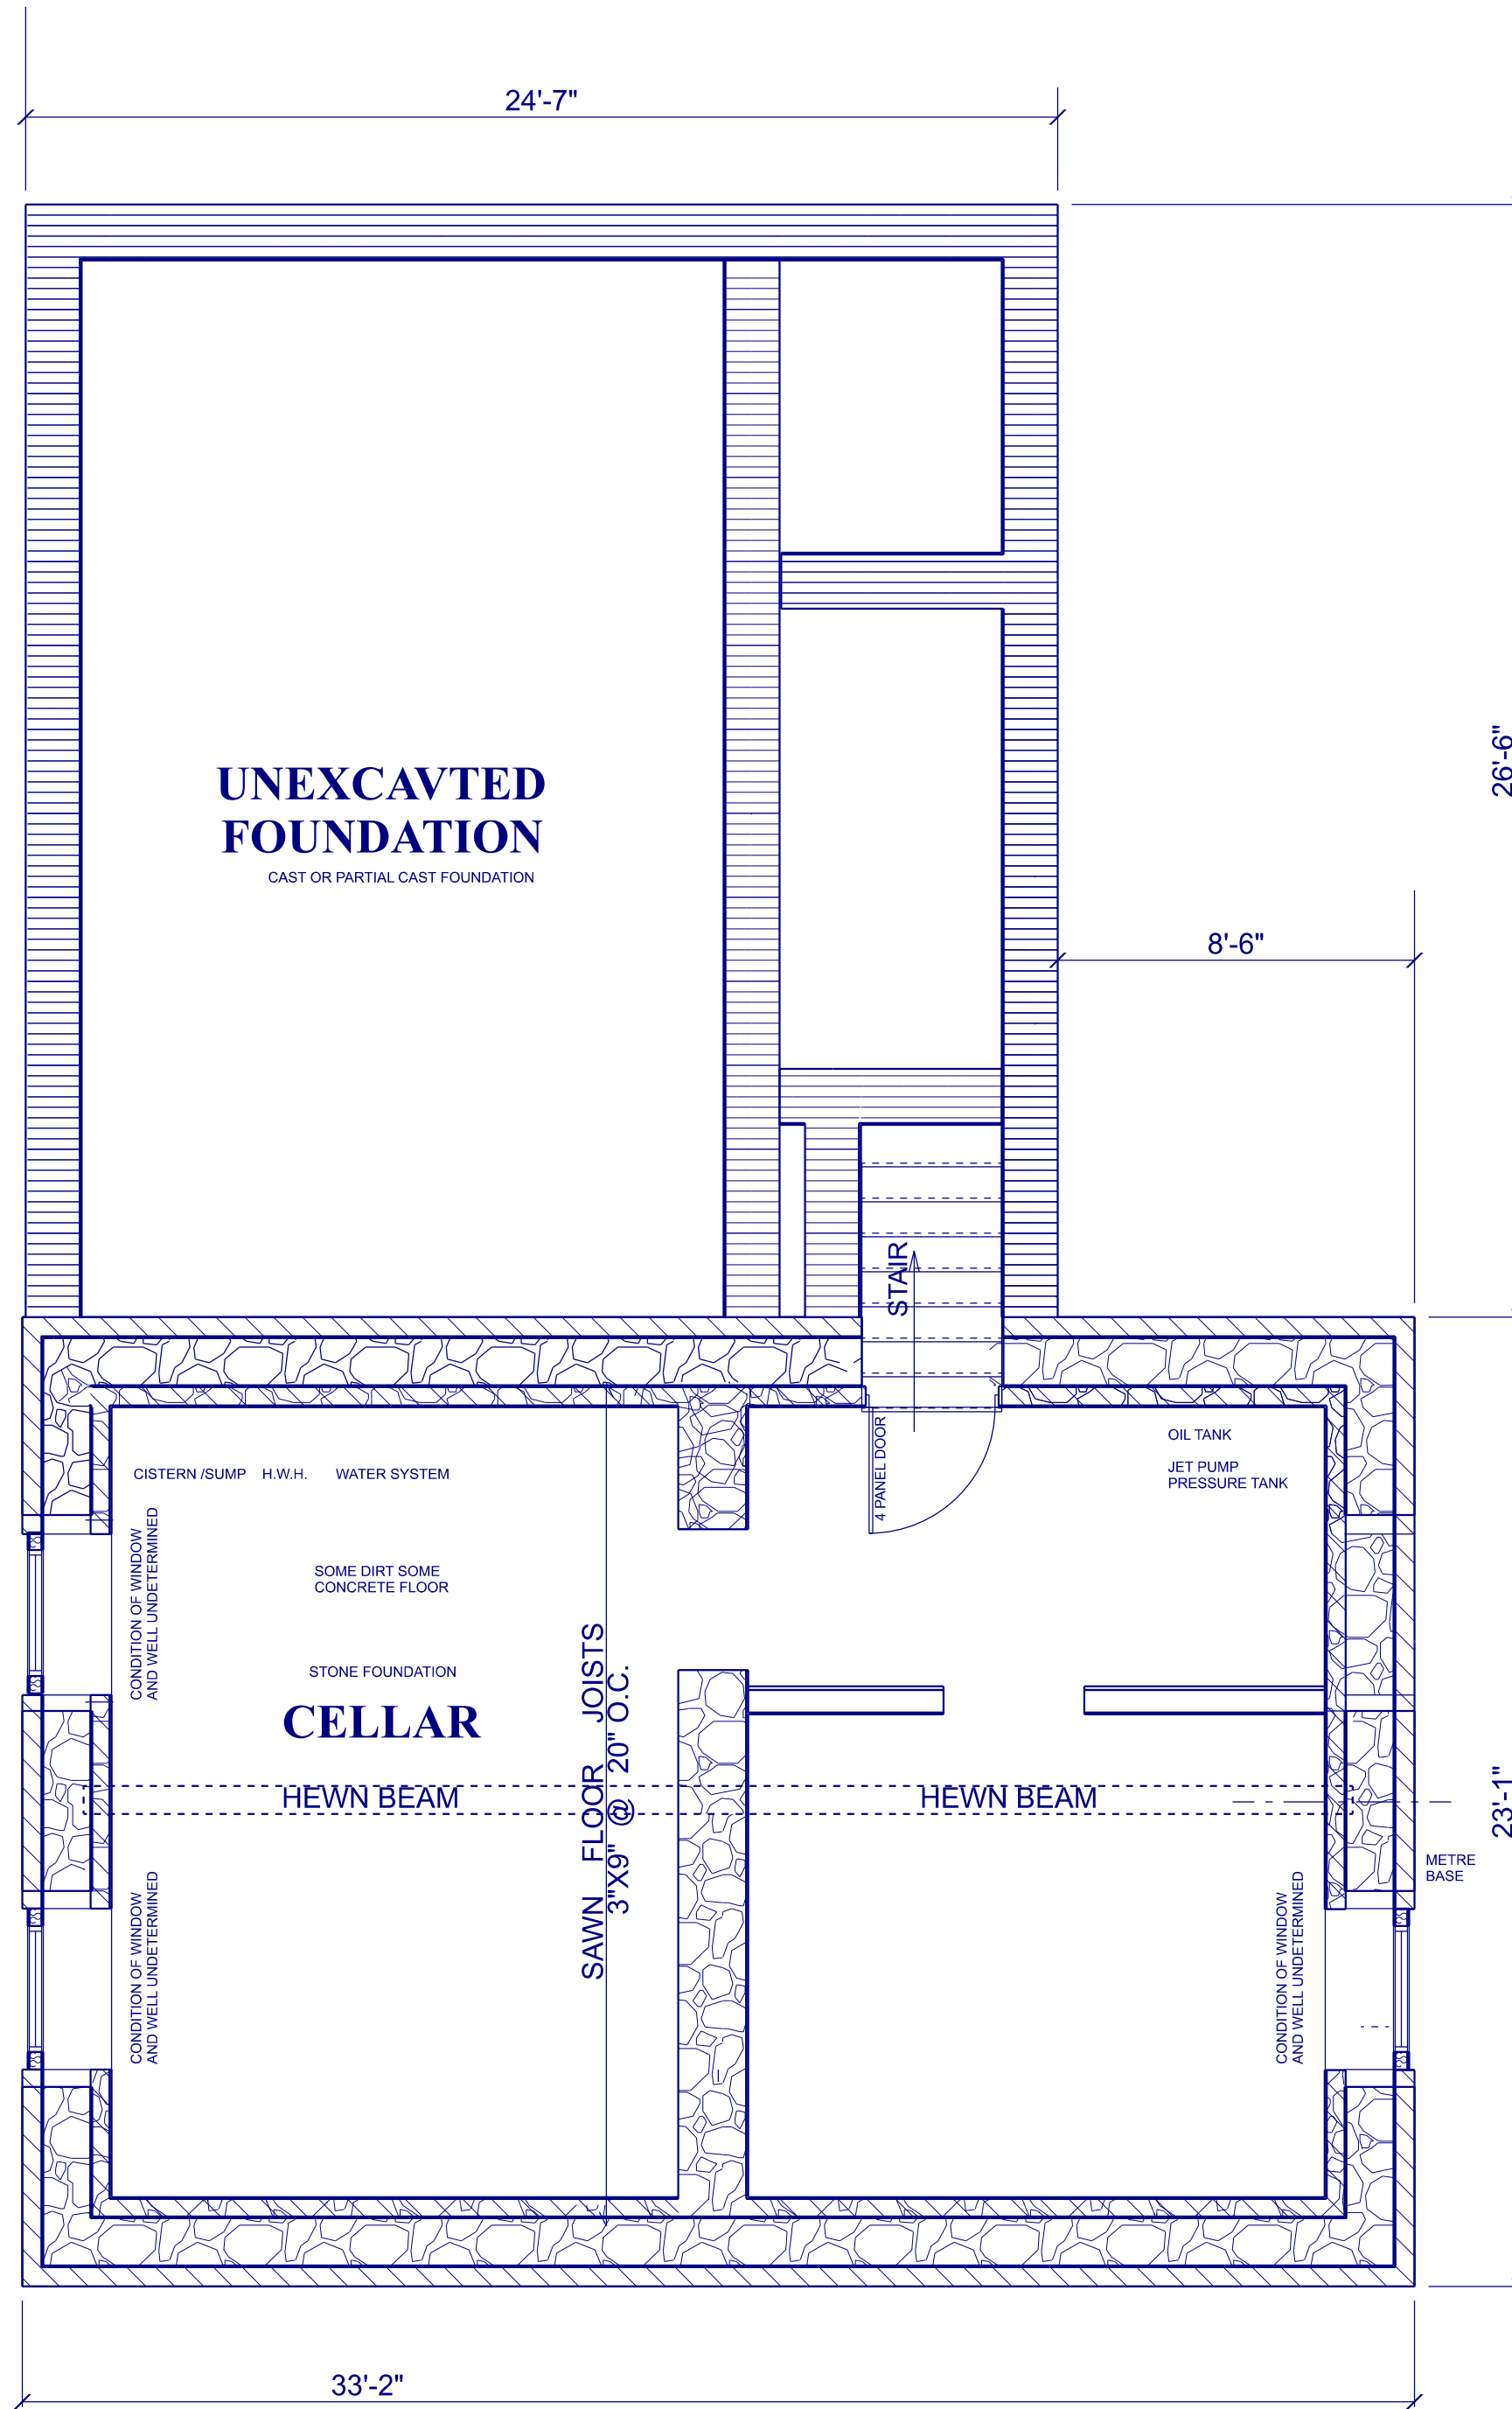 24'-7"
UNEXCAVTED
FOUNDATION
CAST OR PARTIAL CAST FOUNDATION
26'-6"
8'-6"
STAIR
4 PANEL DOOR
OIL TANK
JET PUMP
PRESSURE TANK
CISTERN /SUMP H.W.H. WATER SYSTEM
CONDITION OF WINDOW
AND WELL UNDETERMINED
SOME DIRT SOME
CONCRETE FLOOR
STONE FOUNDATION
CELLAR
SAWN FLOOR JOISTS
3"X9" @ 20" O.C.
HEWN BEAM
HEWN BEAM
23'-1"
METRE
BASE
CONDITION OF WINDOW
AND WELL UNDETERMINED
CONDITION OF WINDOW
AND WELL UNDETERMINED
33'-2"